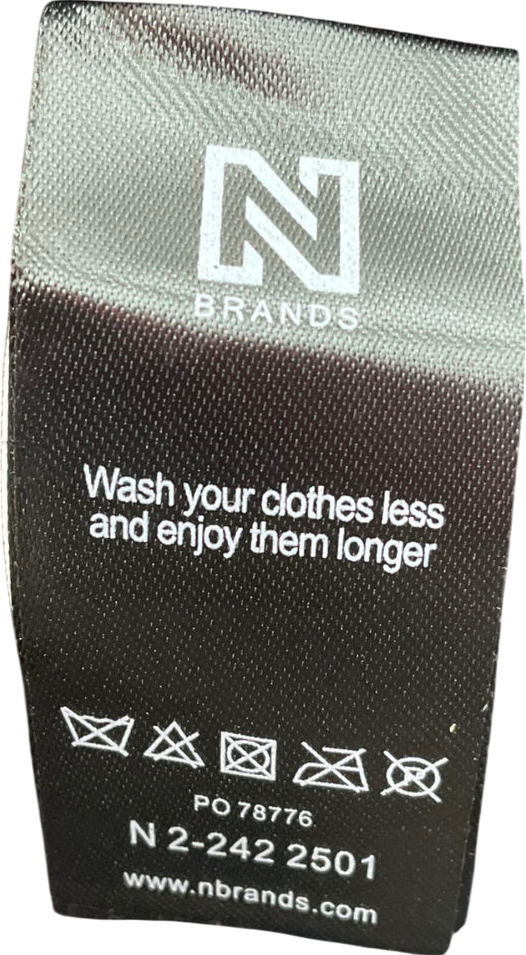 N
BRANDS
Wash your clothes less
and enjoy them longer
PO 78776
N 2-242 2501
www.nbrands.com